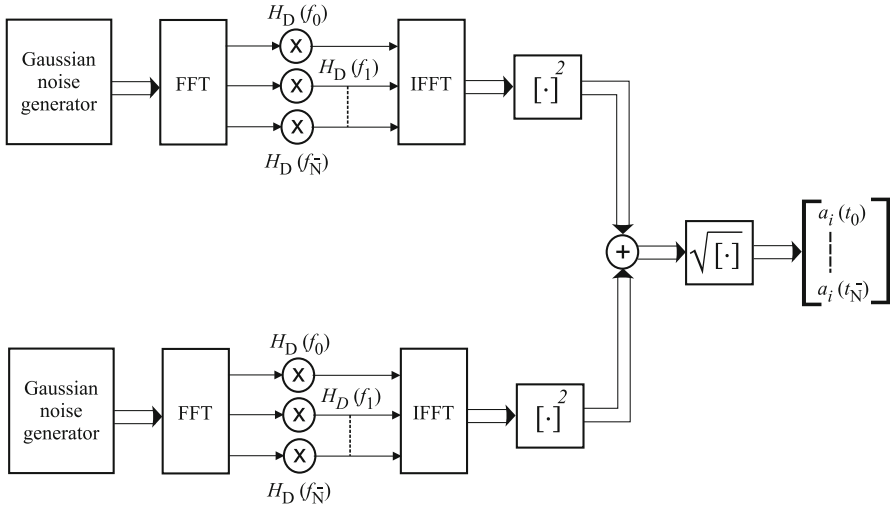 H_D (f_0)
Gaussian
noise
generator
FFT
X
H_D (f_1)
X
X
H_D (f_N̄)
IFFT
[·]^2
+
√[·]
a_i (t_0)
a_i (t_N̄)
H_D (f_0)
Gaussian
noise
generator
FFT
X
H_D (f_1)
X
X
H_D (f_N̄)
IFFT
[·]^2